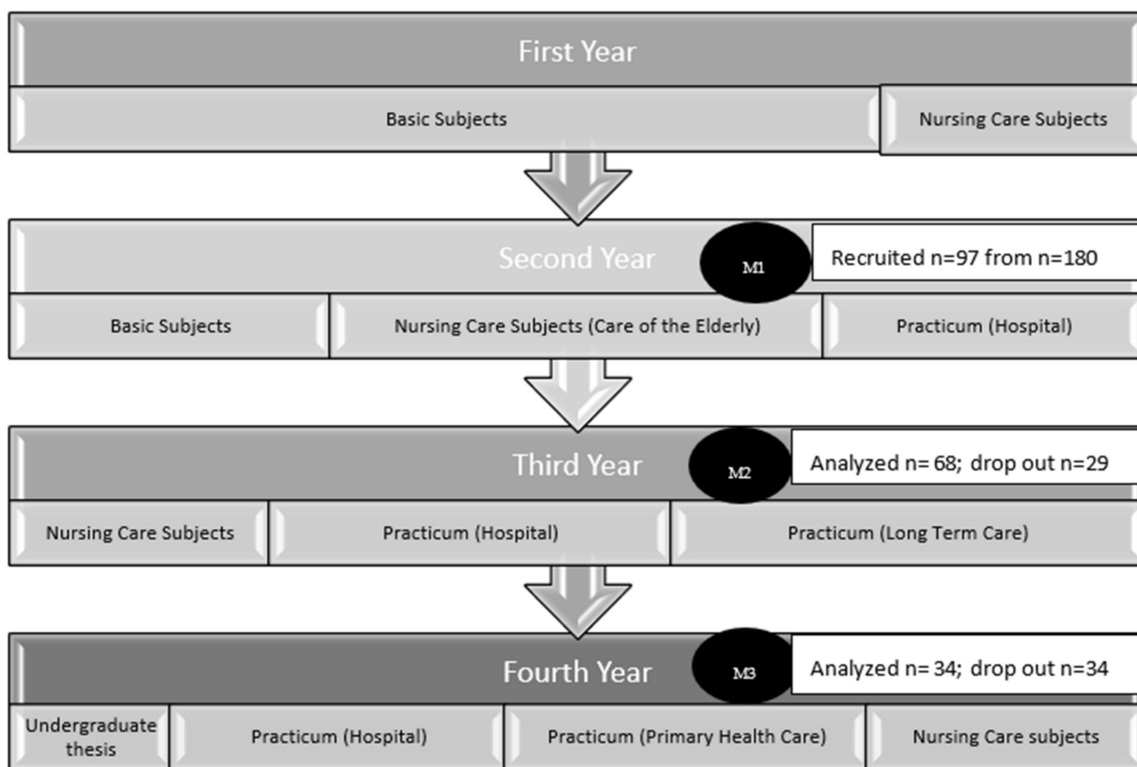 First Year
Basic Subjects
Nursing Care Subjects
Second Year
M1
Recruited n=97 from n=180
Basic Subjects
Nursing Care Subjects (Care of the Elderly)
Practicum (Hospital)
Third Year
M2
Analyzed n= 68; drop out n=29
Nursing Care Subjects
Practicum (Hospital)
Practicum (Long Term Care)
Fourth Year
M3
Analyzed n= 34; drop out n=34
Undergraduate
thesis
Practicum (Hospital)
Practicum (Primary Health Care)
Nursing Care subjects